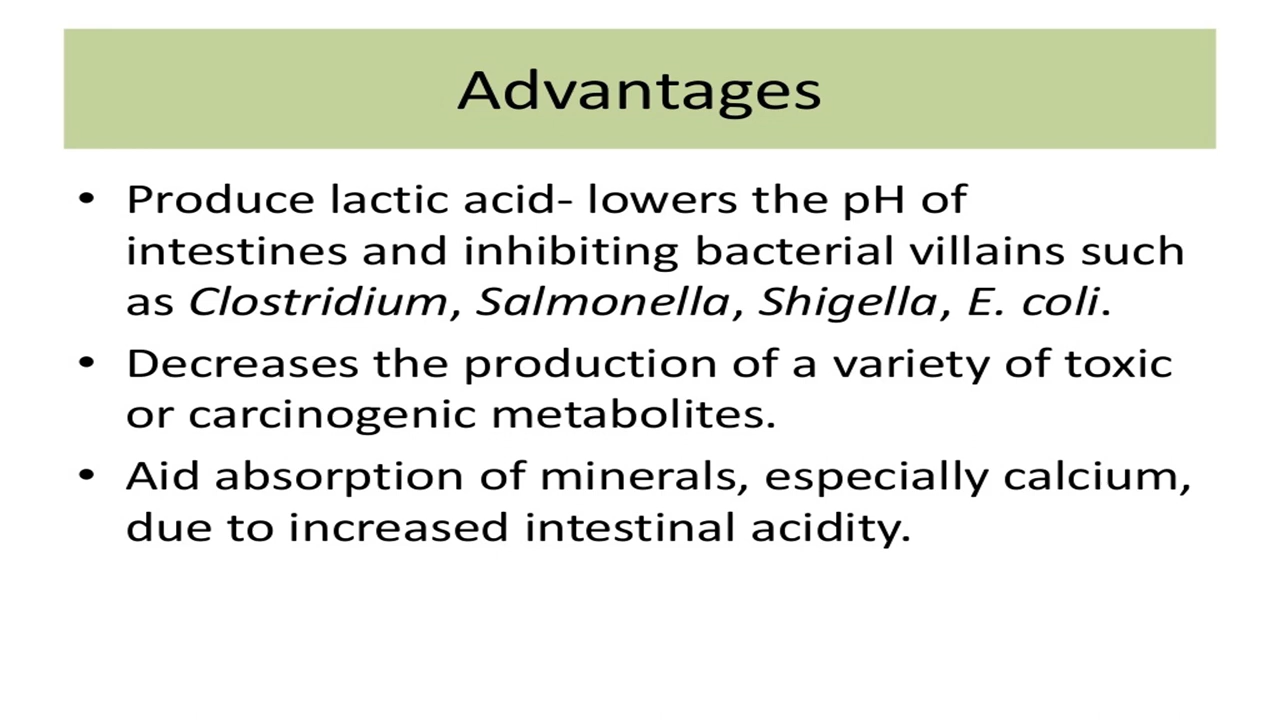 Advantages
• Produce lactic acid- lowers the pH of
intestines and inhibiting bacterial villains such
as Clostridium, Salmonella, Shigella, E. coli.
• Decreases the production of a variety of toxic
or carcinogenic metabolites.
• Aid absorption of minerals, especially calcium,
due to increased intestinal acidity.